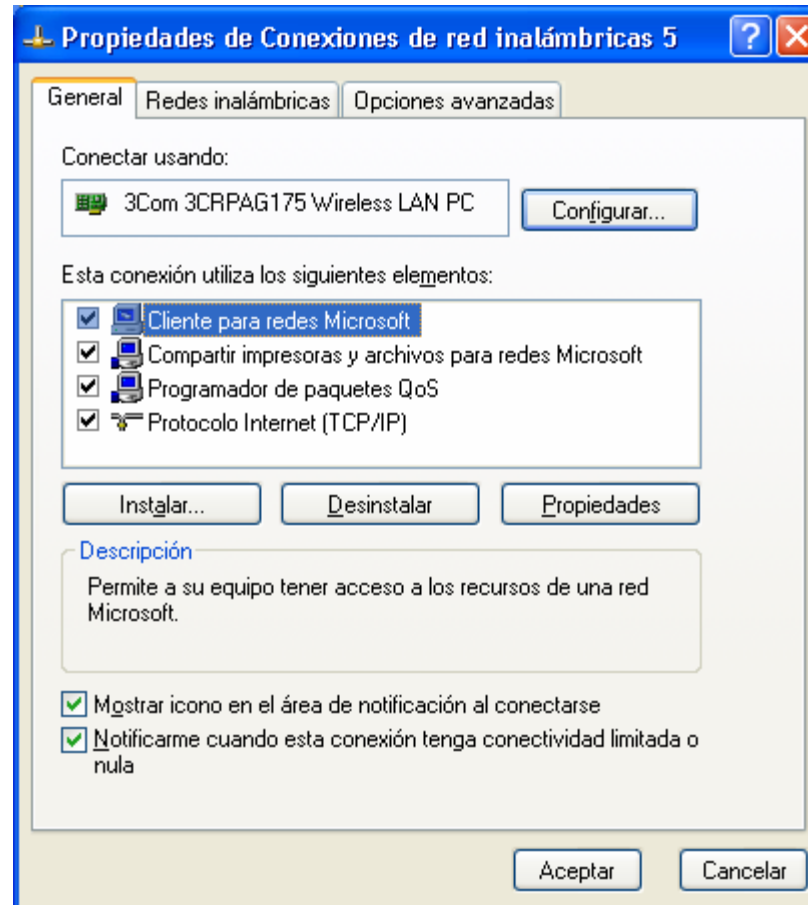 Propiedades de Conexiones de red inalámbricas 5
General
Redes inalámbricas
Opciones avanzadas
Conectar usando:
3Com 3CRPAG175 Wireless LAN PC
Configurar...
Esta conexión utiliza los siguientes elementos:
Cliente para redes Microsoft
Compartir impresoras y archivos para redes Microsoft
Programador de paquetes QoS
Protocolo Internet (TCP/IP)
Instalar...
Desinstalar
Propiedades
Descripción
Permite a su equipo tener acceso a los recursos de una red
Microsoft.
Mostrar icono en el área de notificación al conectarse
Notificarme cuando esta conexión tenga conectividad limitada o
nula
Aceptar
Cancelar